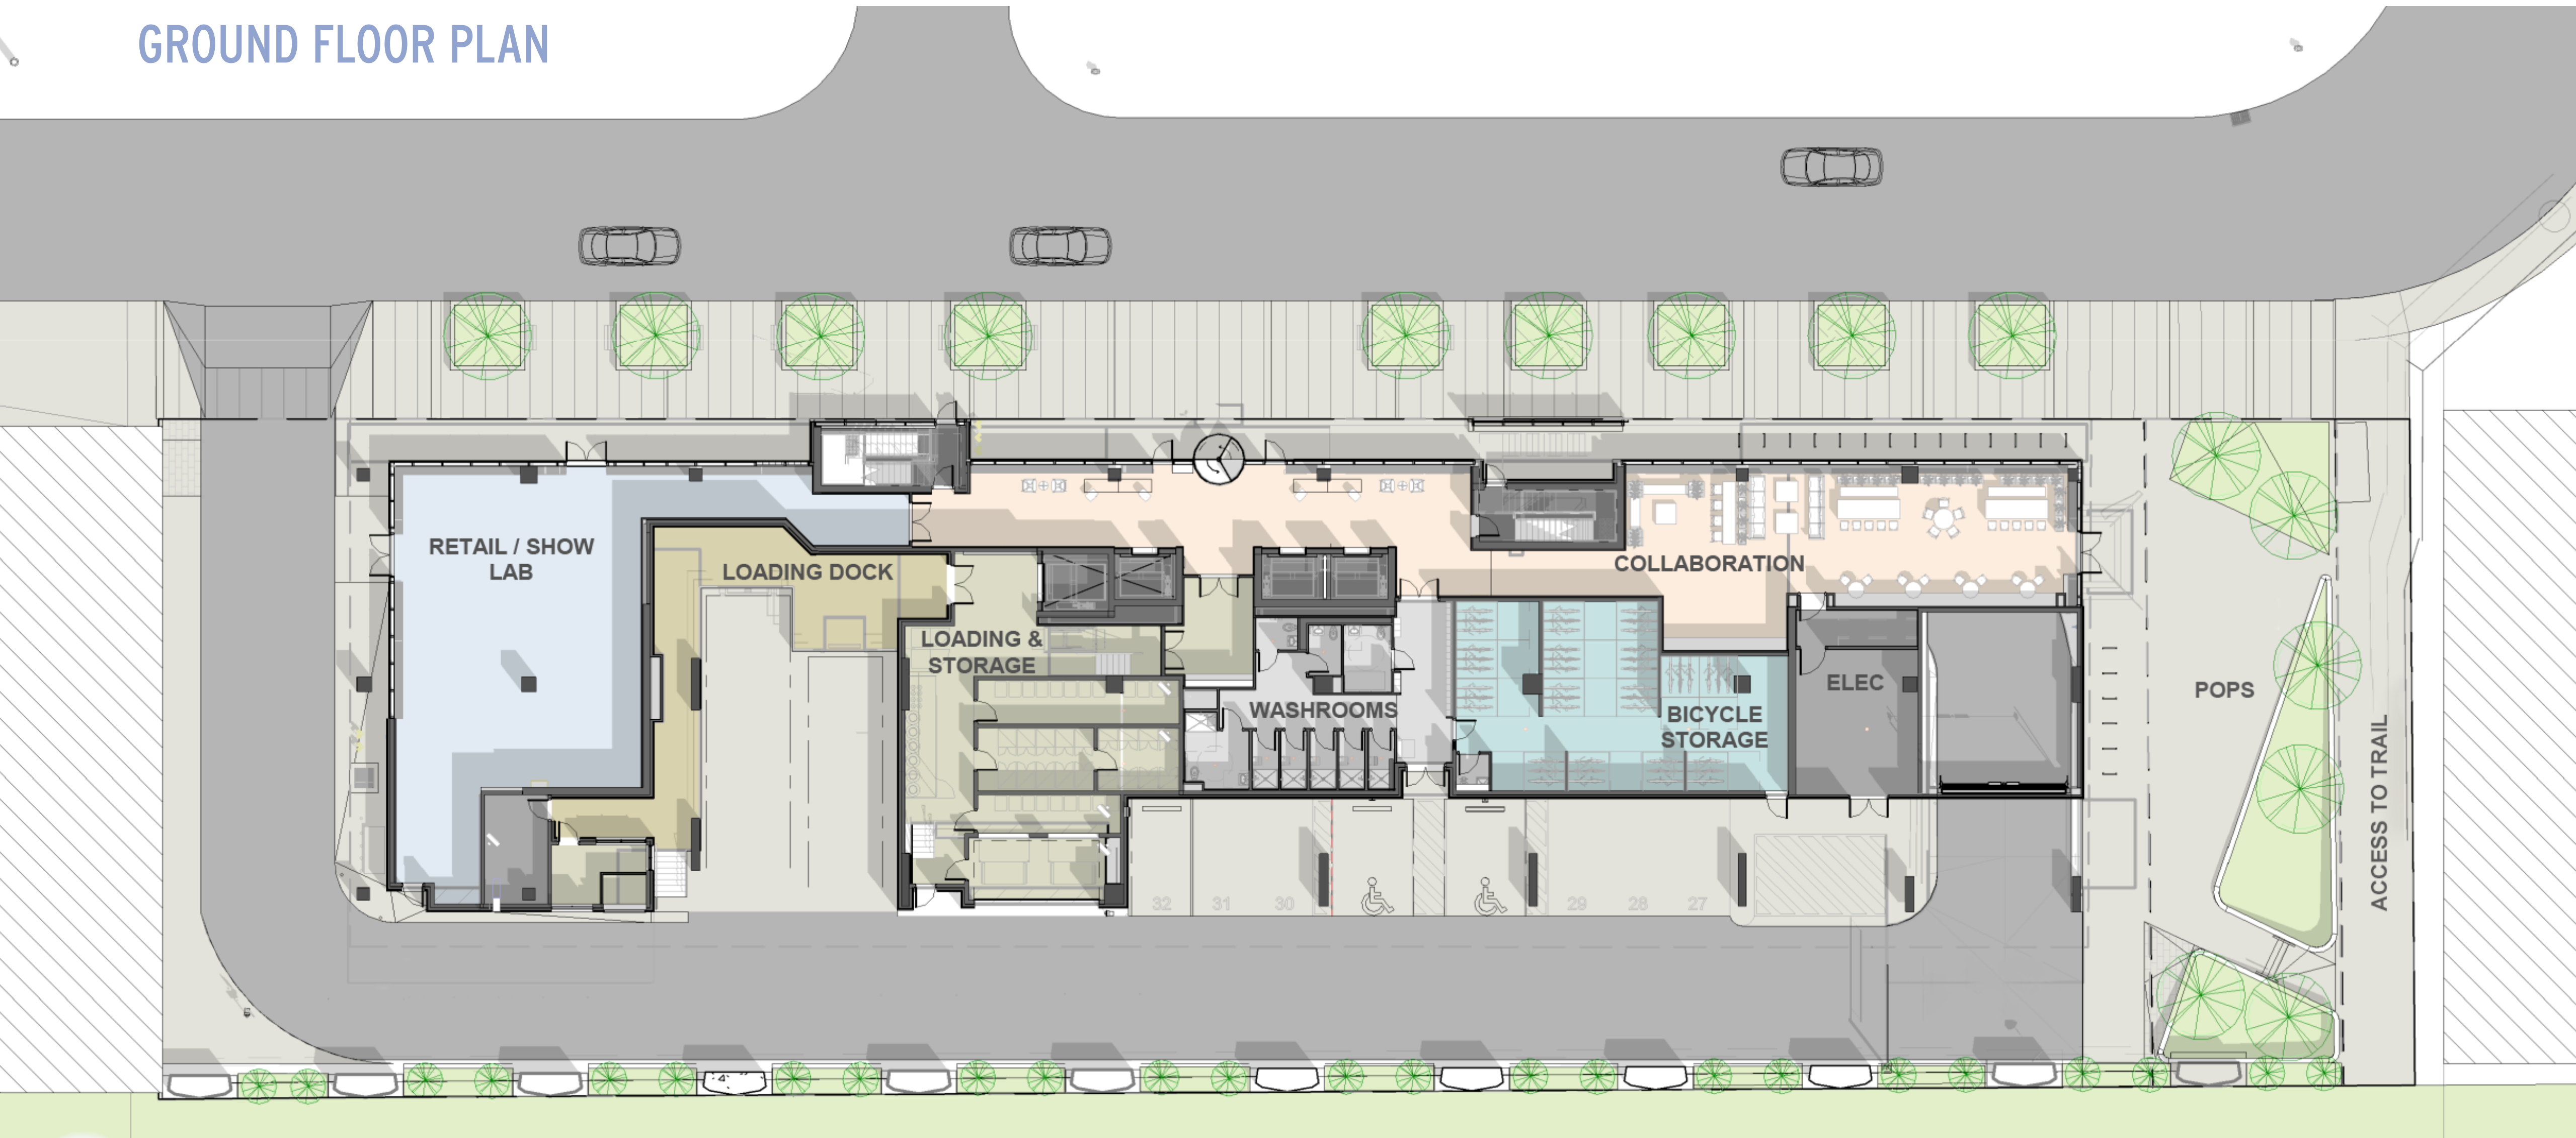 GROUND FLOOR PLAN
RETAIL / SHOW
LAB
LOADING DOCK
LOADING &
STORAGE
WASHROOMS
COLLABORATION
BICYCLE
STORAGE
ELEC
POPS
ACCESS TO TRAIL
32
31
30
29
28
27